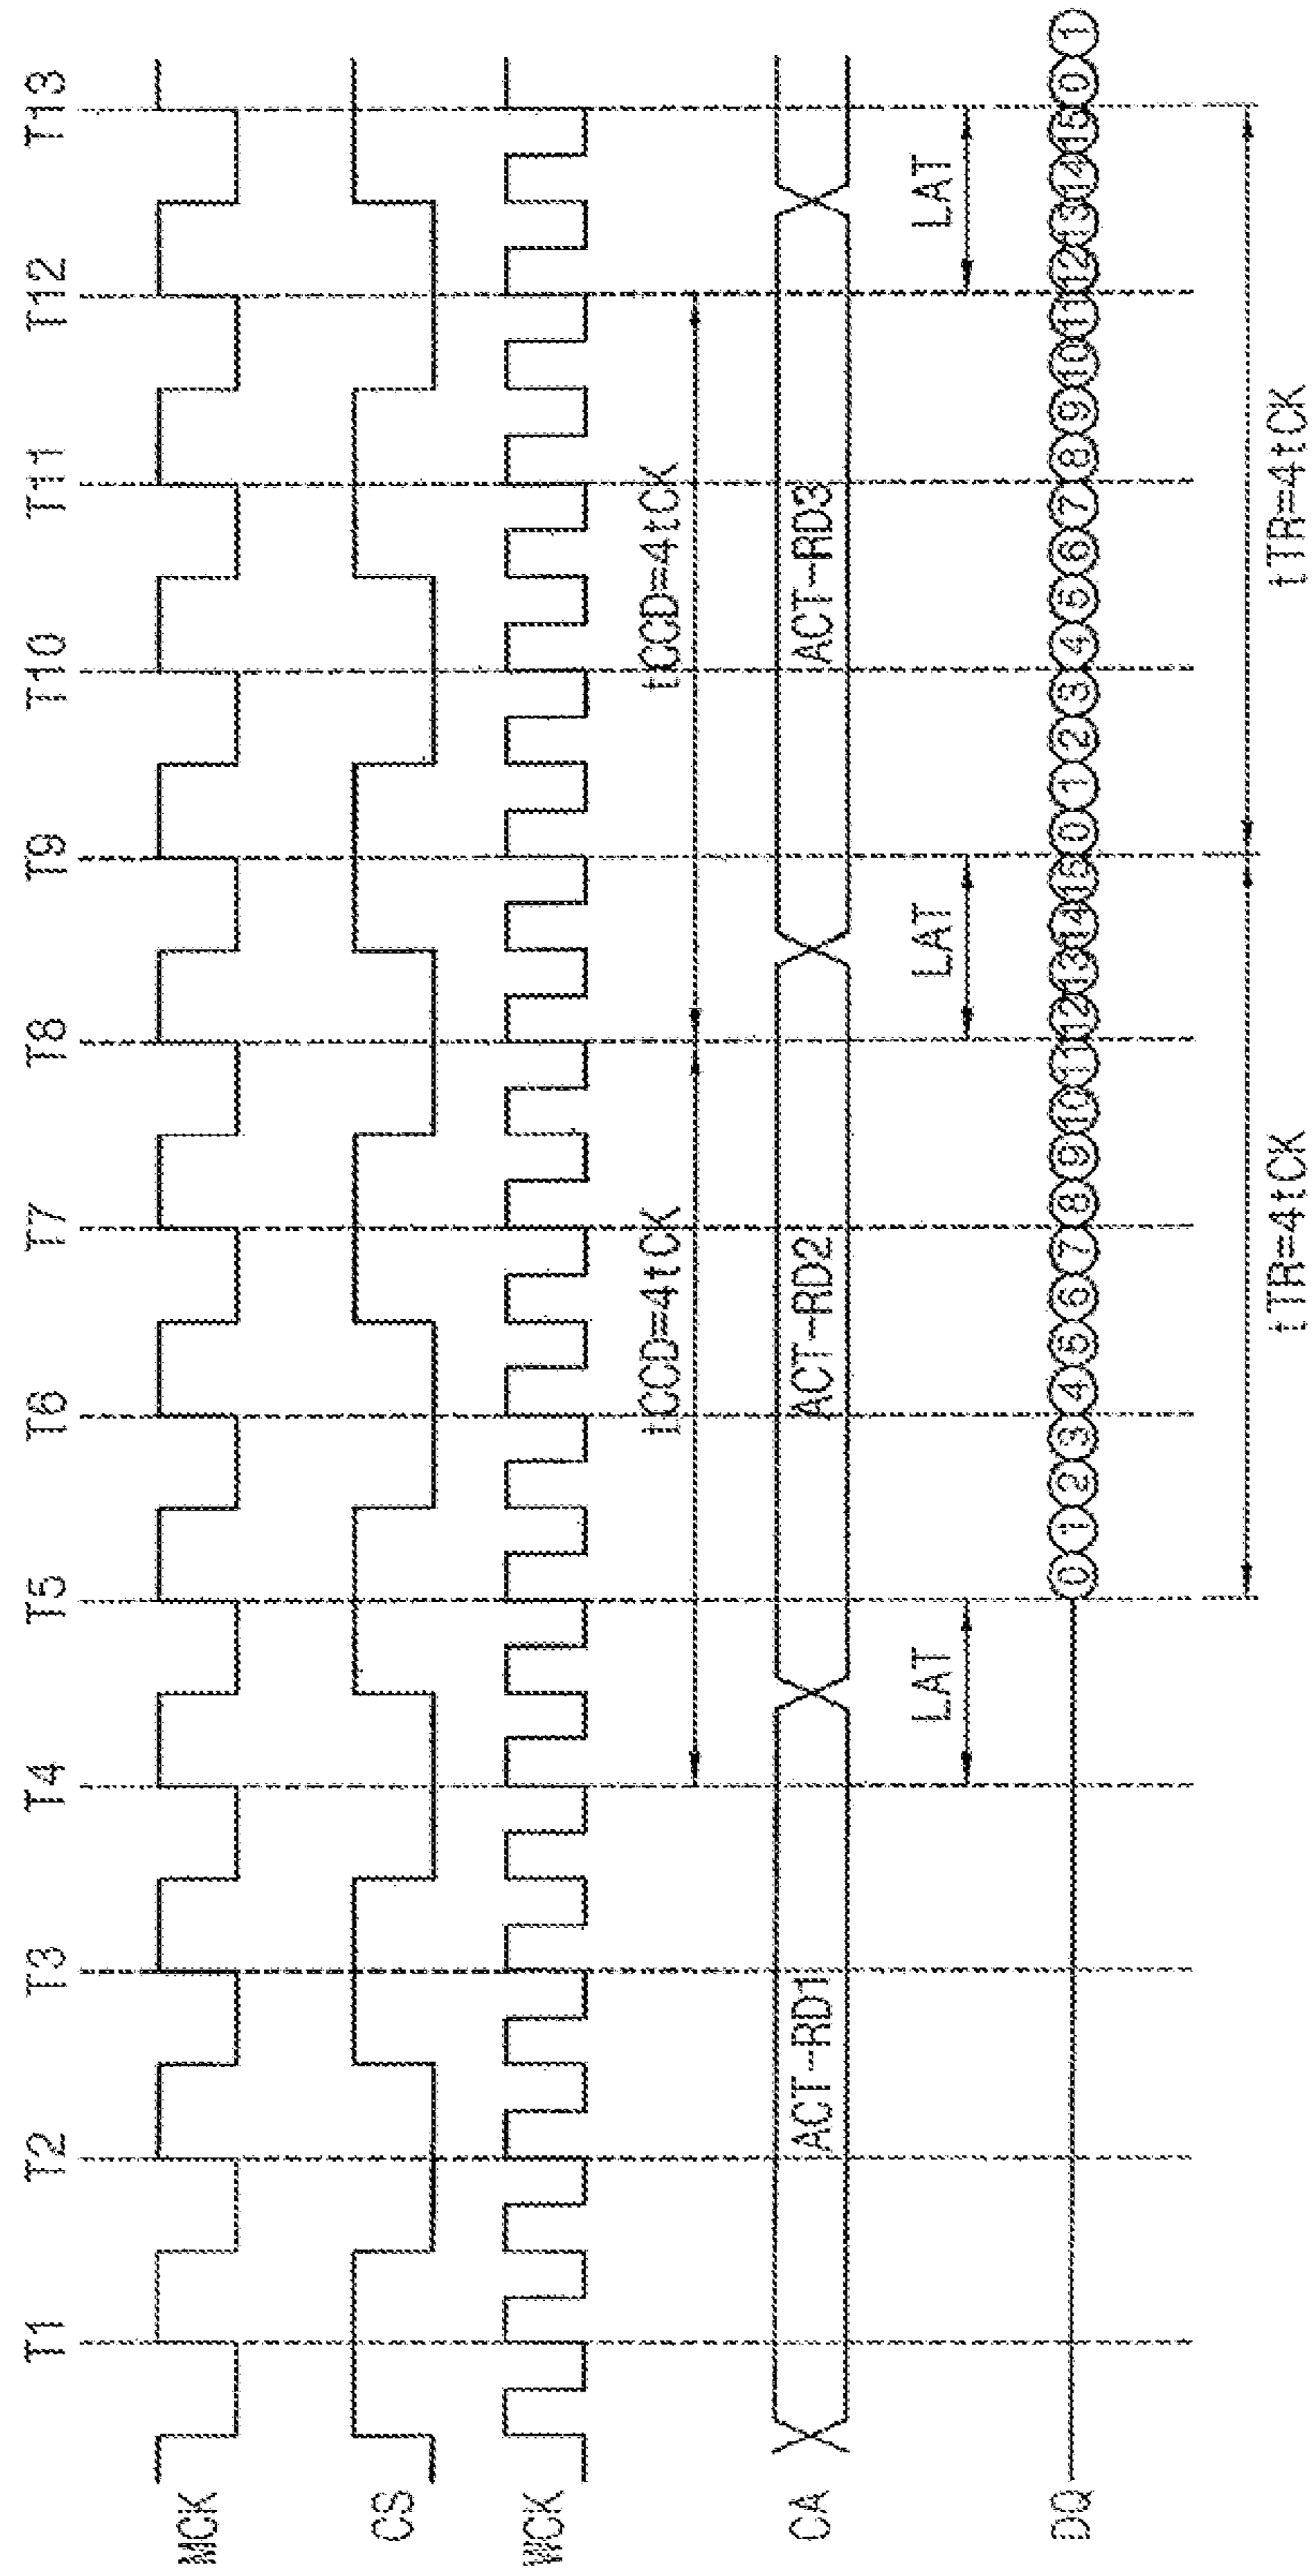 T1 T2 T3 T4 T5 T6 T7 T8 T9 T10 T11 T12 T13
MCK
CS
WCK
tCCD=4tCK tCCD=4tCK
CA ACT-RD1 ACT-RD2 ACT-RD3
LAT LAT LAT
DQ 0 1 2 3 4 5 6 7 8 9 10 11 12 13 14 15 0 1 2 3 4 5 6 7 8 9 10 11 12 13 14 15 0 1
tTR=4tCK tTR=4tCK